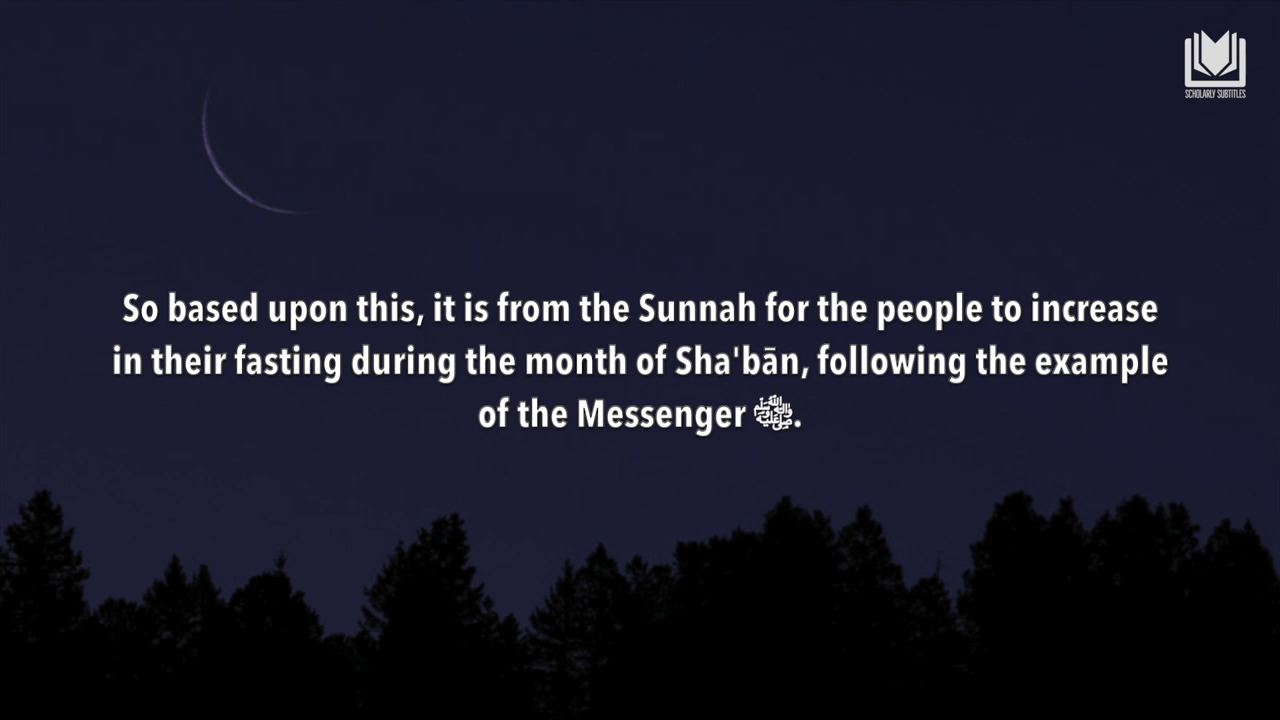 SCHOLARLY SUBTITLES
So based upon this, it is from the Sunnah for the people to increase
in their fasting during the month of Sha'bān, following the example
of the Messenger ﷺ.